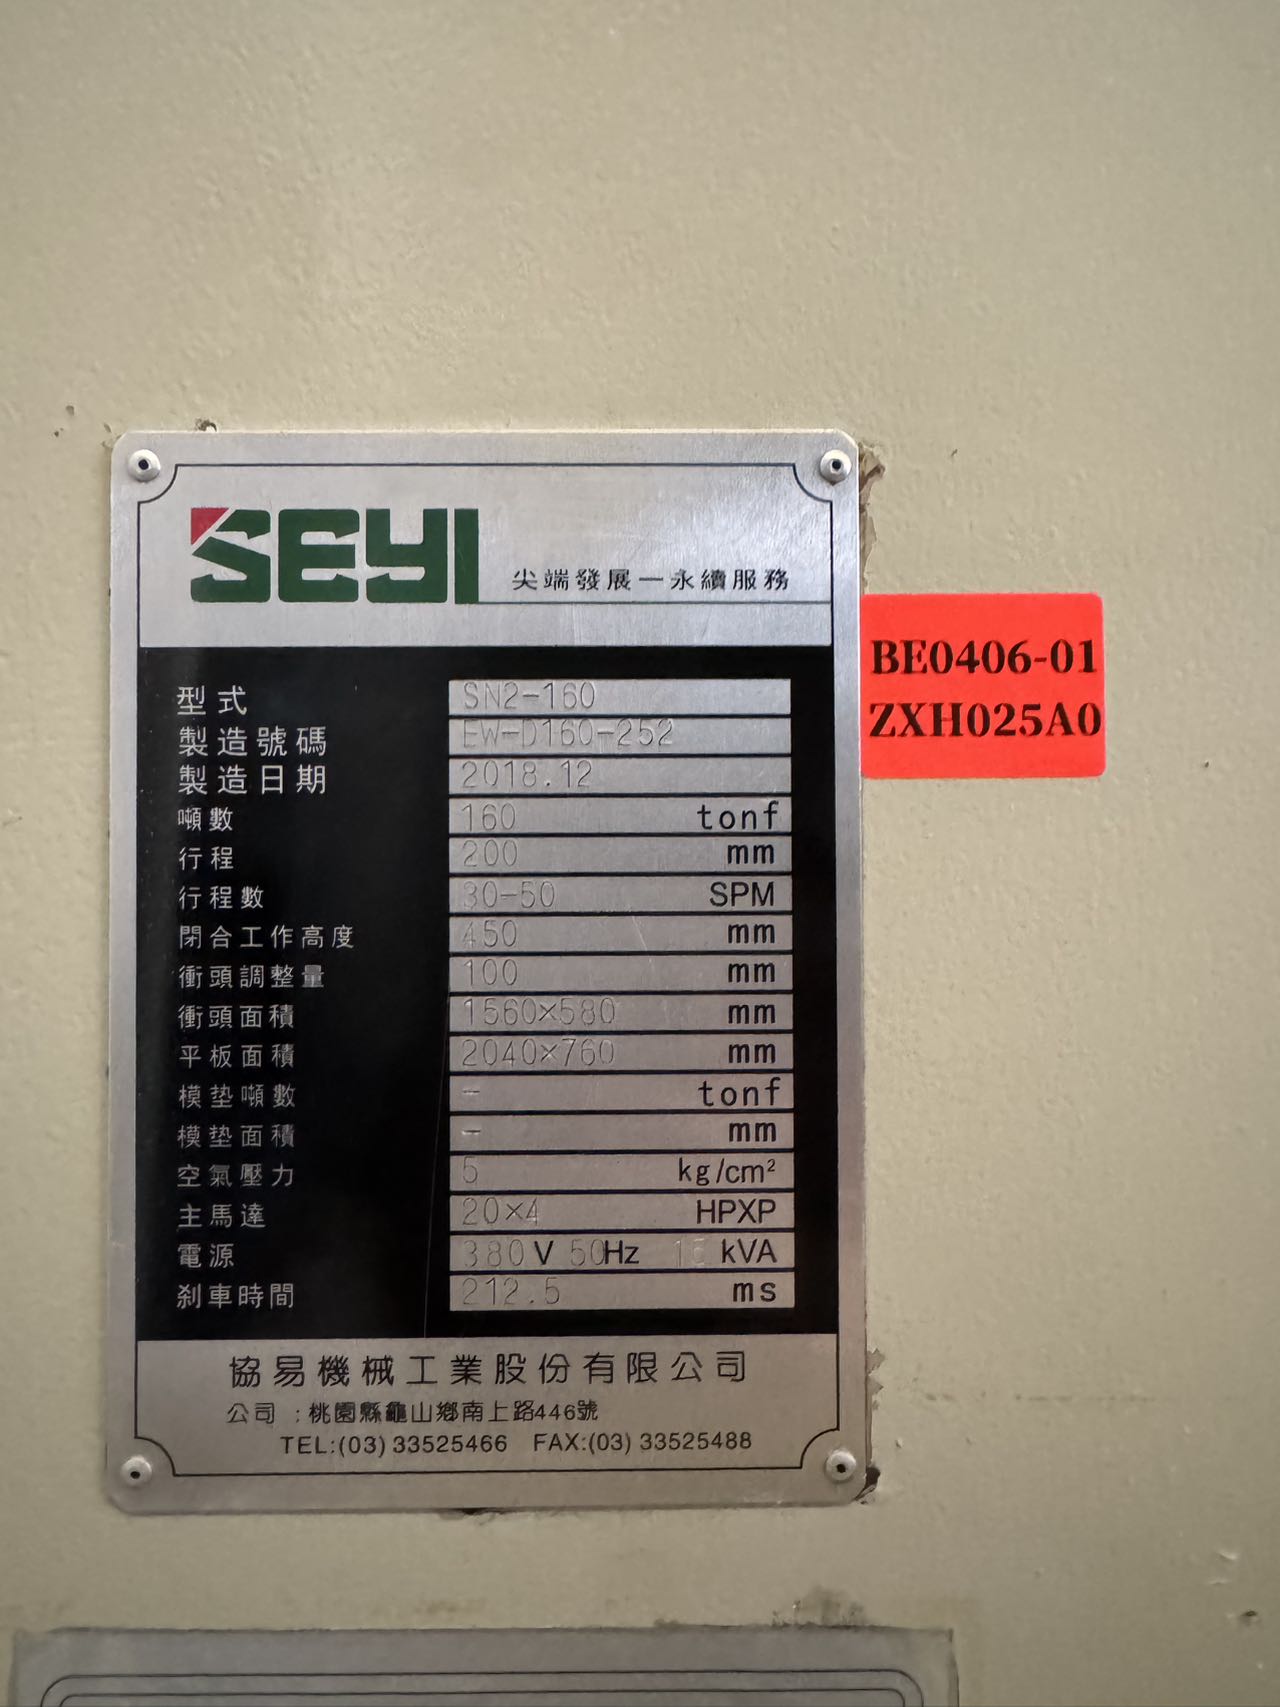 SEYI
尖端發展一永續服務
BE0406-01
ZXH025A0
型式 SN2-160
製造號碼 EW-D160-252
製造日期 2018.12
噸數 160 tonf
行程 200 mm
行程數 30-50 SPM
閉合工作高度 450 mm
衝頭調整量 100 mm
衝頭面積 1560×580 mm
平板面積 2040×760 mm
模墊噸數 - tonf
模墊面積 - mm
空氣壓力 5 kg/cm²
主馬達 20×4 HPXP
電源 380 V 50Hz kVA
刹車時間 212.5 ms
協易機械工業股份有限公司
公司 :桃園縣龜山鄉南上路446號
TEL:(03) 33525466 FAX:(03) 33525488